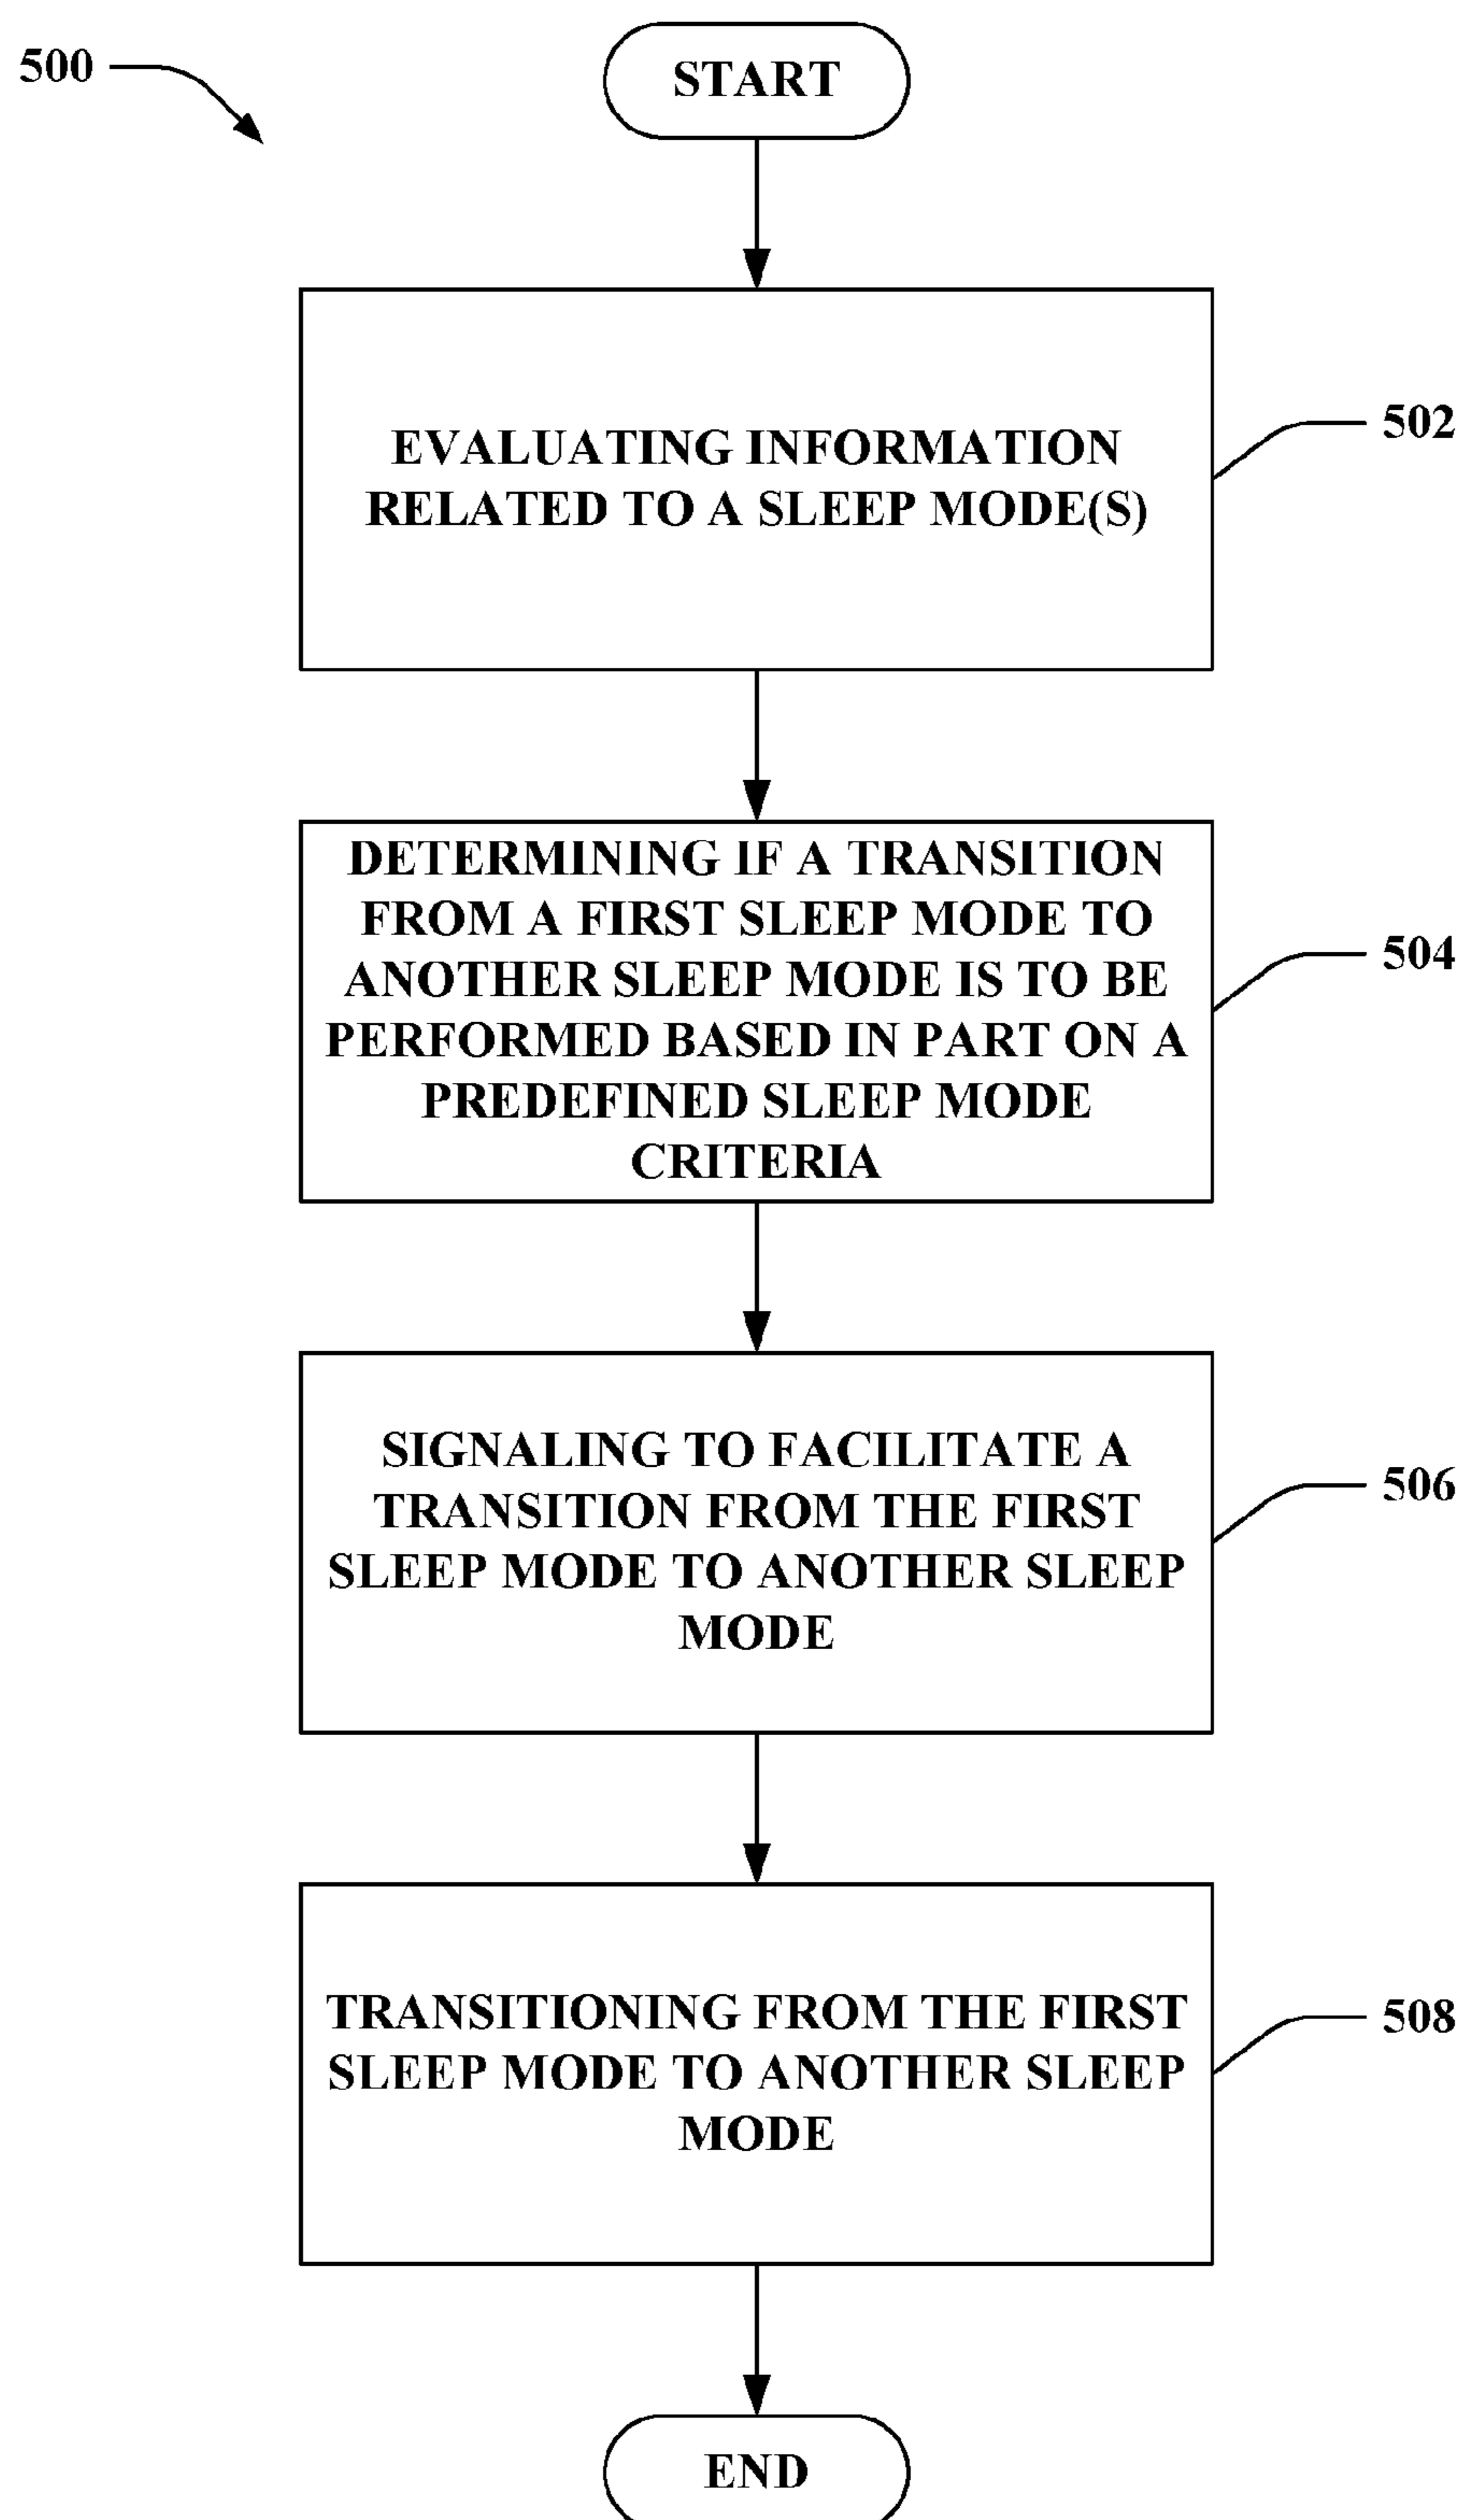 500
START
EVALUATING INFORMATION
RELATED TO A SLEEP MODE(S)
502
DETERMINING IF A TRANSITION
FROM A FIRST SLEEP MODE TO
ANOTHER SLEEP MODE IS TO BE
PERFORMED BASED IN PART ON A
PREDEFINED SLEEP MODE
CRITERIA
504
SIGNALING TO FACILITATE A
TRANSITION FROM THE FIRST
SLEEP MODE TO ANOTHER SLEEP
MODE
506
TRANSITIONING FROM THE FIRST
SLEEP MODE TO ANOTHER SLEEP
MODE
508
END